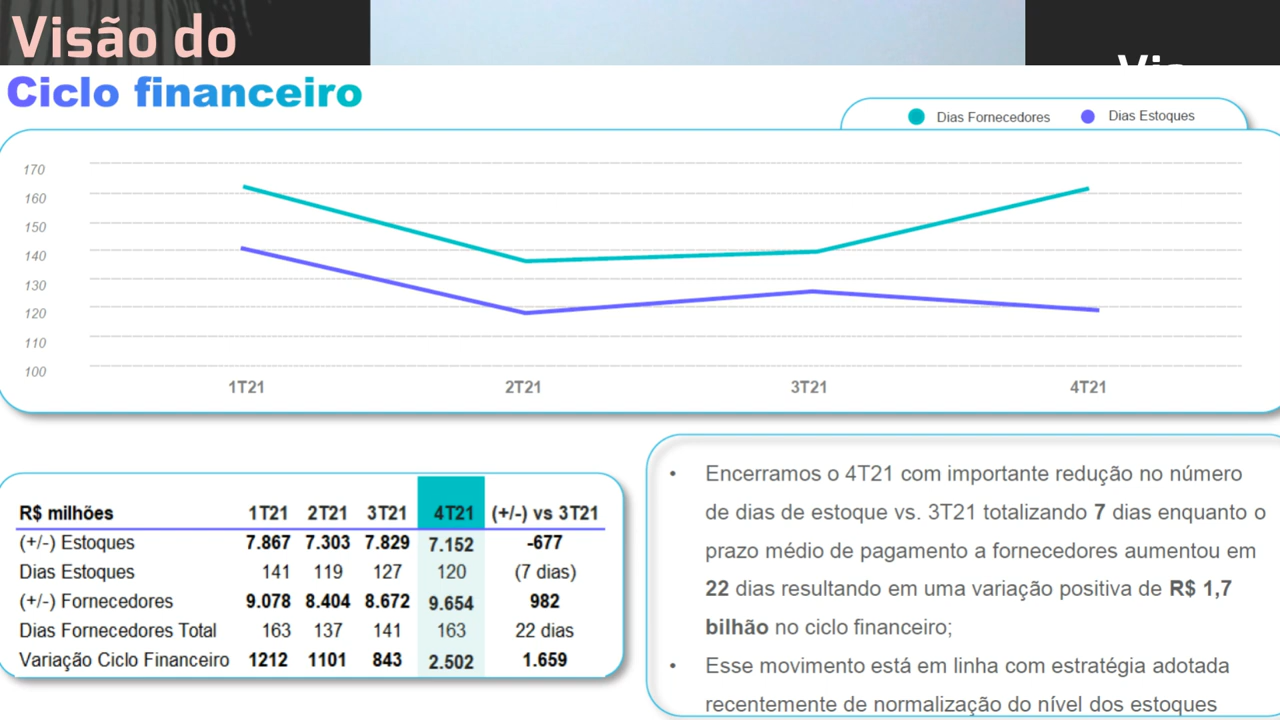 Visão do
Ciclo financeiro
Dias Fornecedores Dias Estoques
170
160
150
140
130
120
110
100
1T21 2T21 3T21 4T21
R$ milhões 1T21 2T21 3T21 4T21 (+/-) vs 3T21
(+/-) Estoques 7.867 7.303 7.829 7.152 -677
Dias Estoques 141 119 127 120 (7 dias)
(+/-) Fornecedores 9.078 8.404 8.672 9.654 982
Dias Fornecedores Total 163 137 141 163 22 dias
Variação Ciclo Financeiro 1212 1101 843 2.502 1.659
• Encerramos o 4T21 com importante redução no número
de dias de estoque vs. 3T21 totalizando 7 dias enquanto o
prazo médio de pagamento a fornecedores aumentou em
22 dias resultando em uma variação positiva de R$ 1,7
bilhão no ciclo financeiro;
• Esse movimento está em linha com estratégia adotada
recentemente de normalização do nível dos estoques